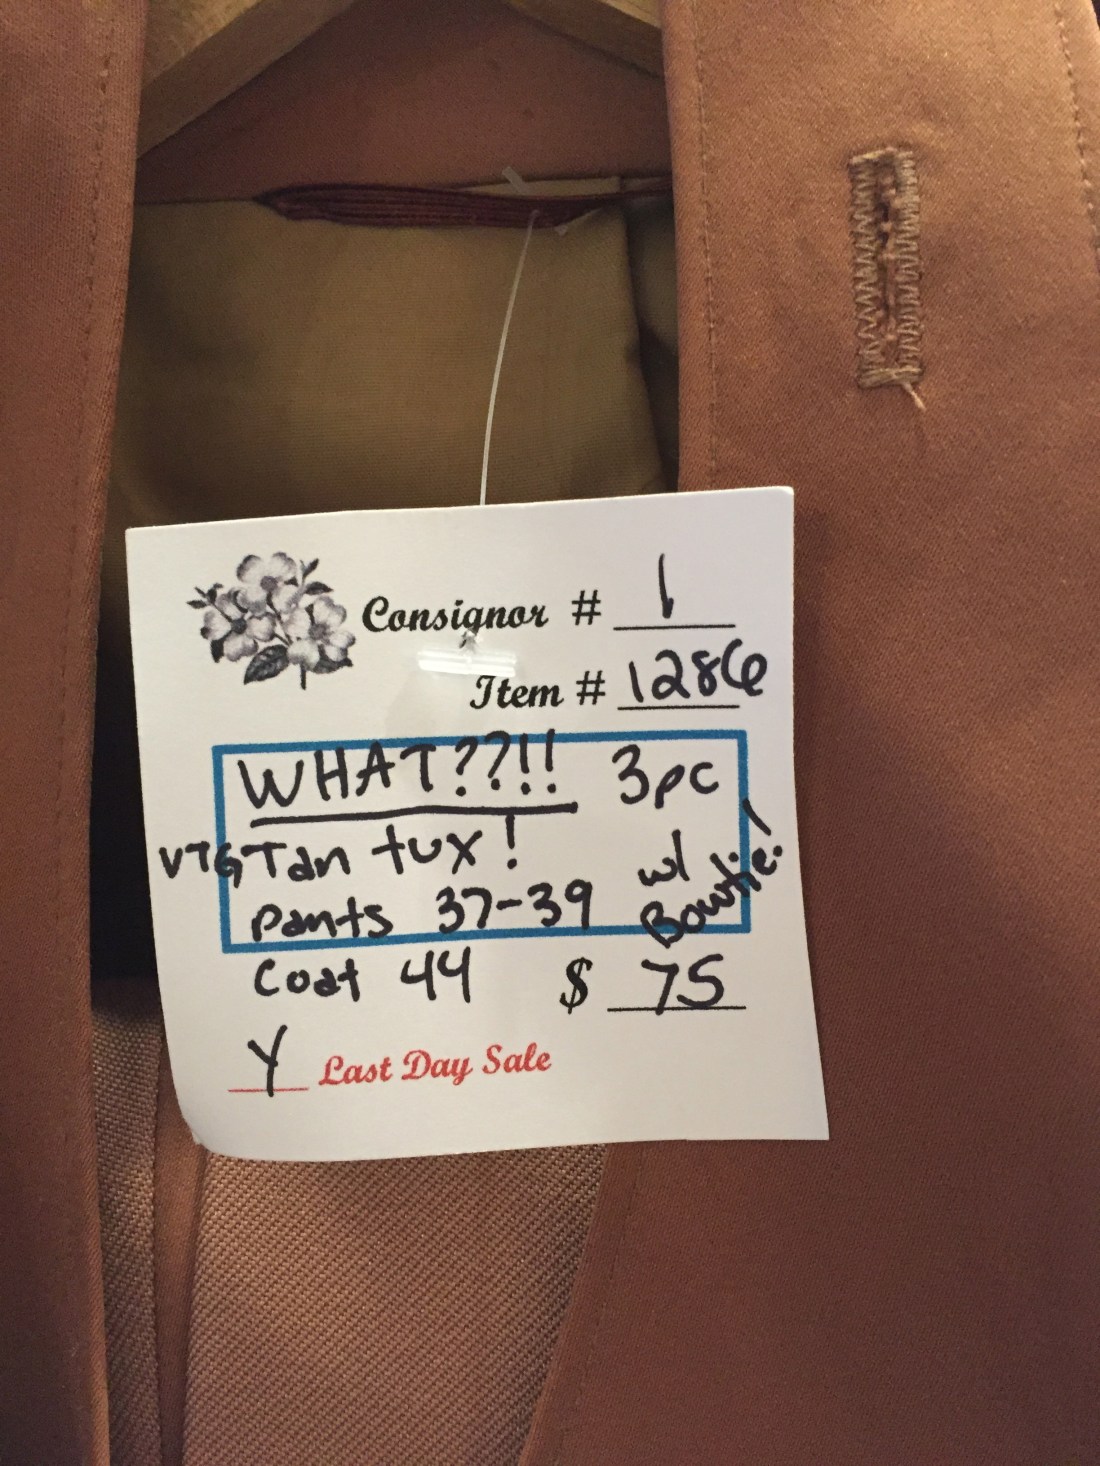 Consignor # 1
Item # 1286
WHAT??!! 3pc
VTG Tan tux! w/
Pants 37-39 Bowtie!
Coat 44 $ 75
Y Last Day Sale